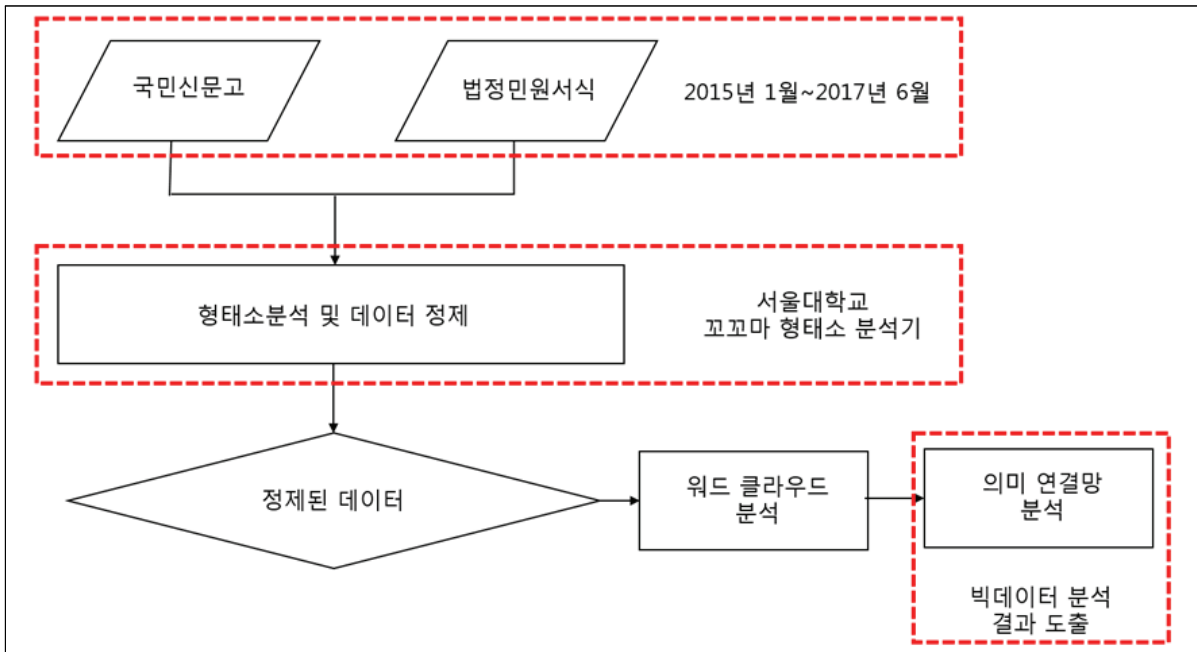 국민신문고
법정민원서식
2015년 1월~2017년 6월
형태소분석 및 데이터 정제
서울대학교
꼬꼬마 형태소 분석기
정제된 데이터
워드 클라우드
분석
의미 연결망
분석
빅데이터 분석
결과 도출